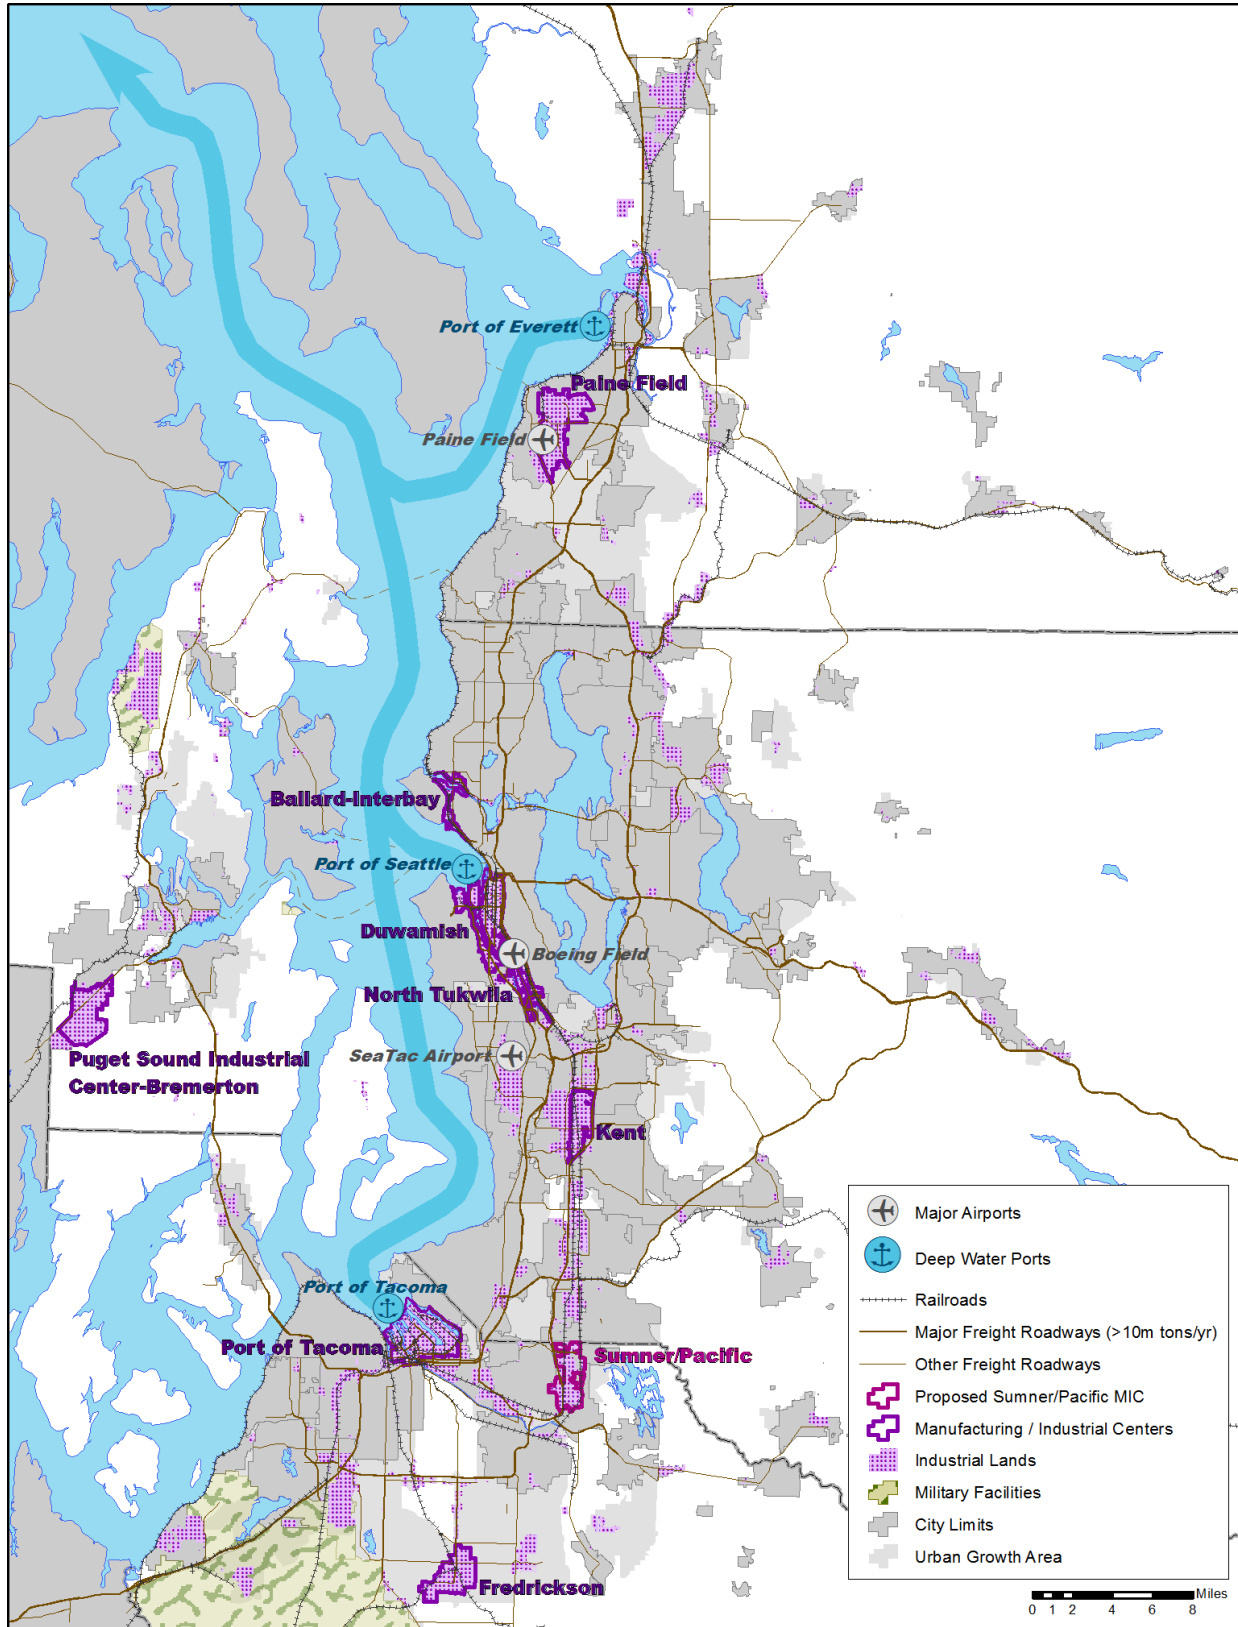 Port of Everett
Paine Field
Paine Field
Ballard-Interbay
Port of Seattle
Duwamish
Boeing Field
North Tukwila
SeaTac Airport
Puget Sound Industrial
Center-Bremerton
Kent
Port of Tacoma
Port of Tacoma
Sumner/Pacific
Fredrickson
Major Airports
Deep Water Ports
Railroads
Major Freight Roadways (>10m tons/yr)
Other Freight Roadways
Proposed Sumner/Pacific MIC
Manufacturing / Industrial Centers
Industrial Lands
Military Facilities
City Limits
Urban Growth Area
Miles
0 1 2 4 6 8